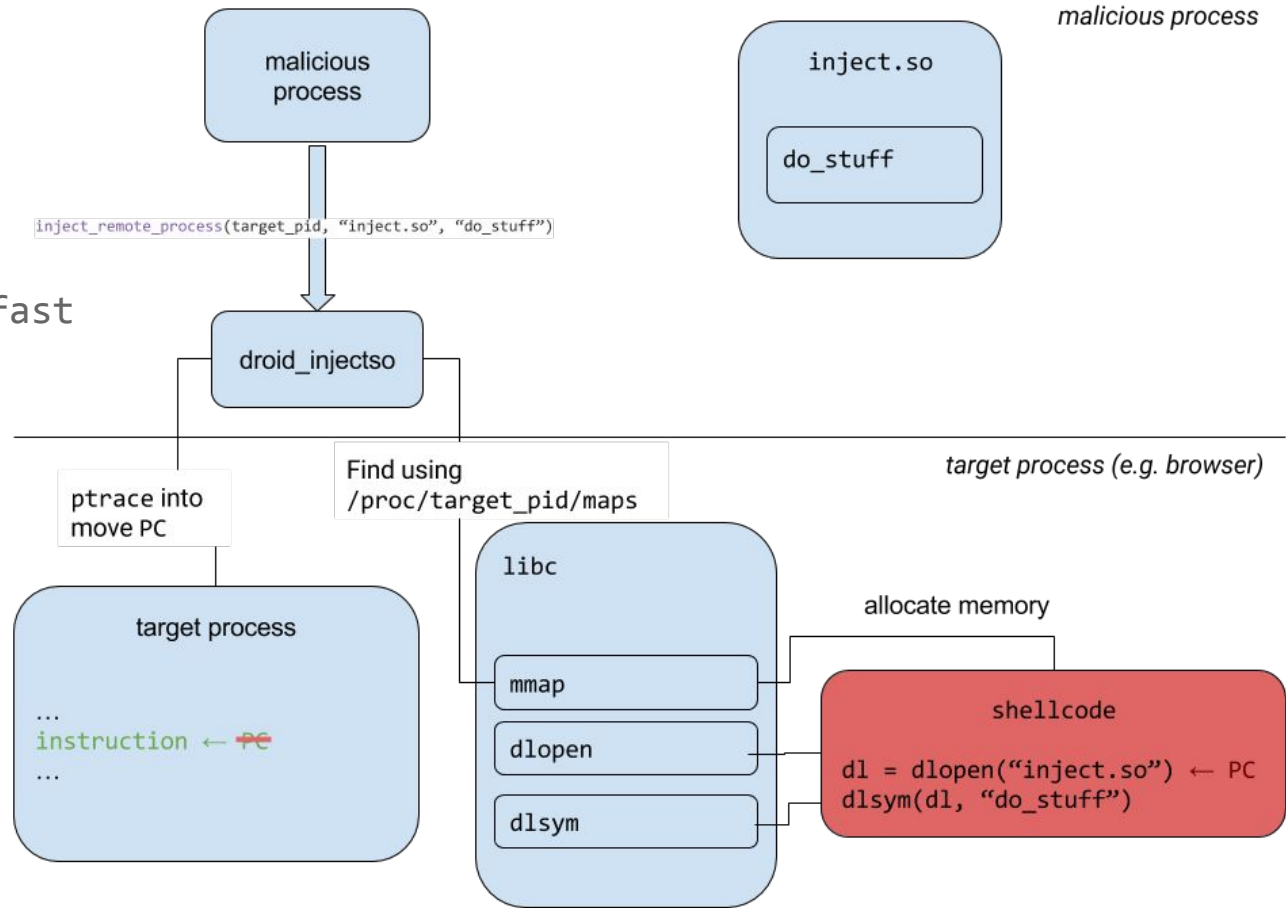 malicious process
malicious
process
inject.so
do_stuff
inject_remote_process(target_pid, “inject.so”, “do_stuff”)
fast
droid_injectso
target process (e.g. browser)
ptrace into
move PC
Find using
/proc/target_pid/maps
target process
...
instruction ← PC
...
libc
mmap
dlopen
dlsym
allocate memory
shellcode
dl = dlopen(“inject.so”) ← PC
dlsym(dl, “do_stuff”)